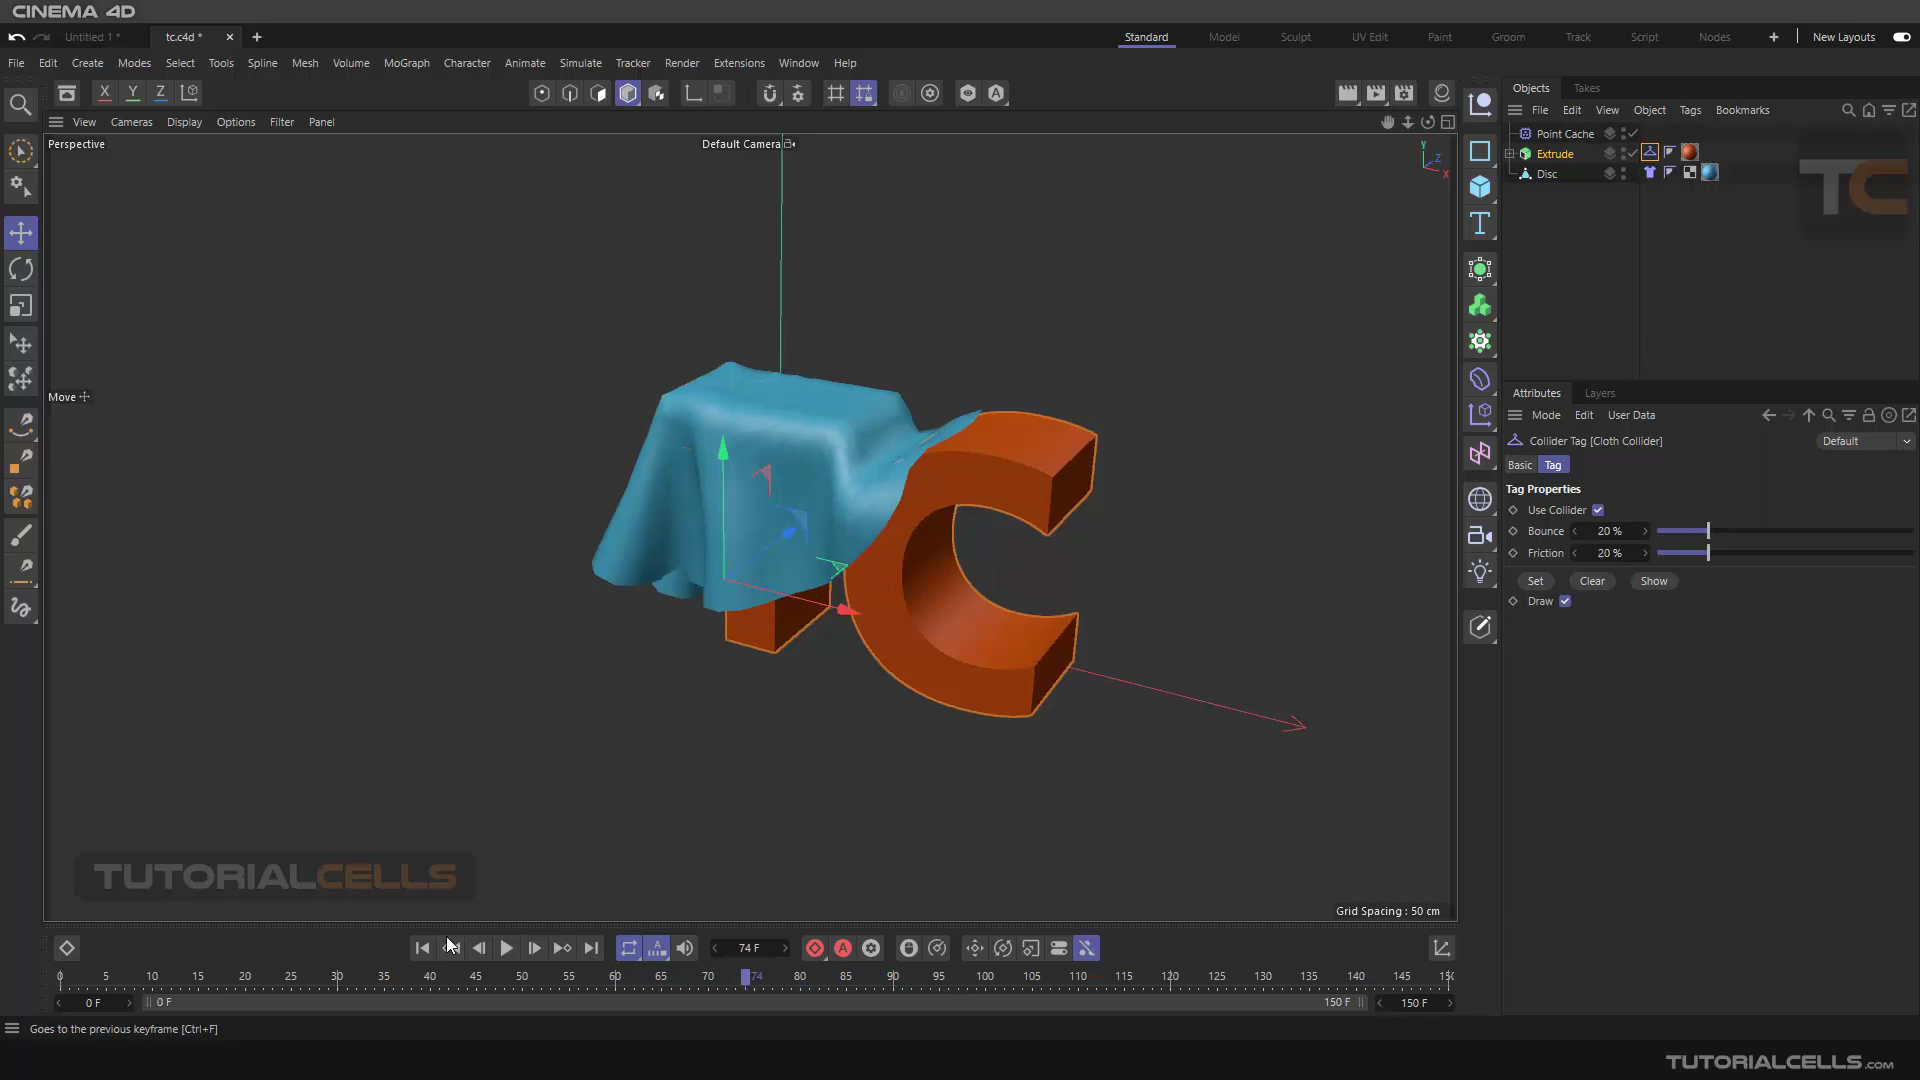 CINEMA 4D
Untitled 1 *
tc.c4d *
Standard
Model
Sculpt
UV Edit
Paint
Groom
Track
Script
Nodes
New Layouts
File Edit Create Modes Select Tools Spline Mesh Volume MoGraph Character Animate Simulate Tracker Render Extensions Window Help
X Y Z
View Cameras Display Options Filter Panel
Perspective
Default Camera
Y
Z
X
Move
Objects
Takes
File Edit View Object Tags Bookmarks
Point Cache
Extrude
Disc
TC
Attributes
Layers
Mode Edit User Data
Collider Tag [Cloth Collider]
Default
Basic
Tag
Tag Properties
Use Collider
Bounce 20 %
Friction 20 %
Set
Clear
Show
Draw
TUTORIALCELLS
Grid Spacing : 50 cm
74 F
0 5 10 15 20 25 30 35 40 45 50 55 60 65 70 74 80 85 90 95 100 105 110 115 120 125 130 135 140 145
0 F
0 F
150 F
150 F
Goes to the previous keyframe [Ctrl+F]
TUTORIALCELLS.COM